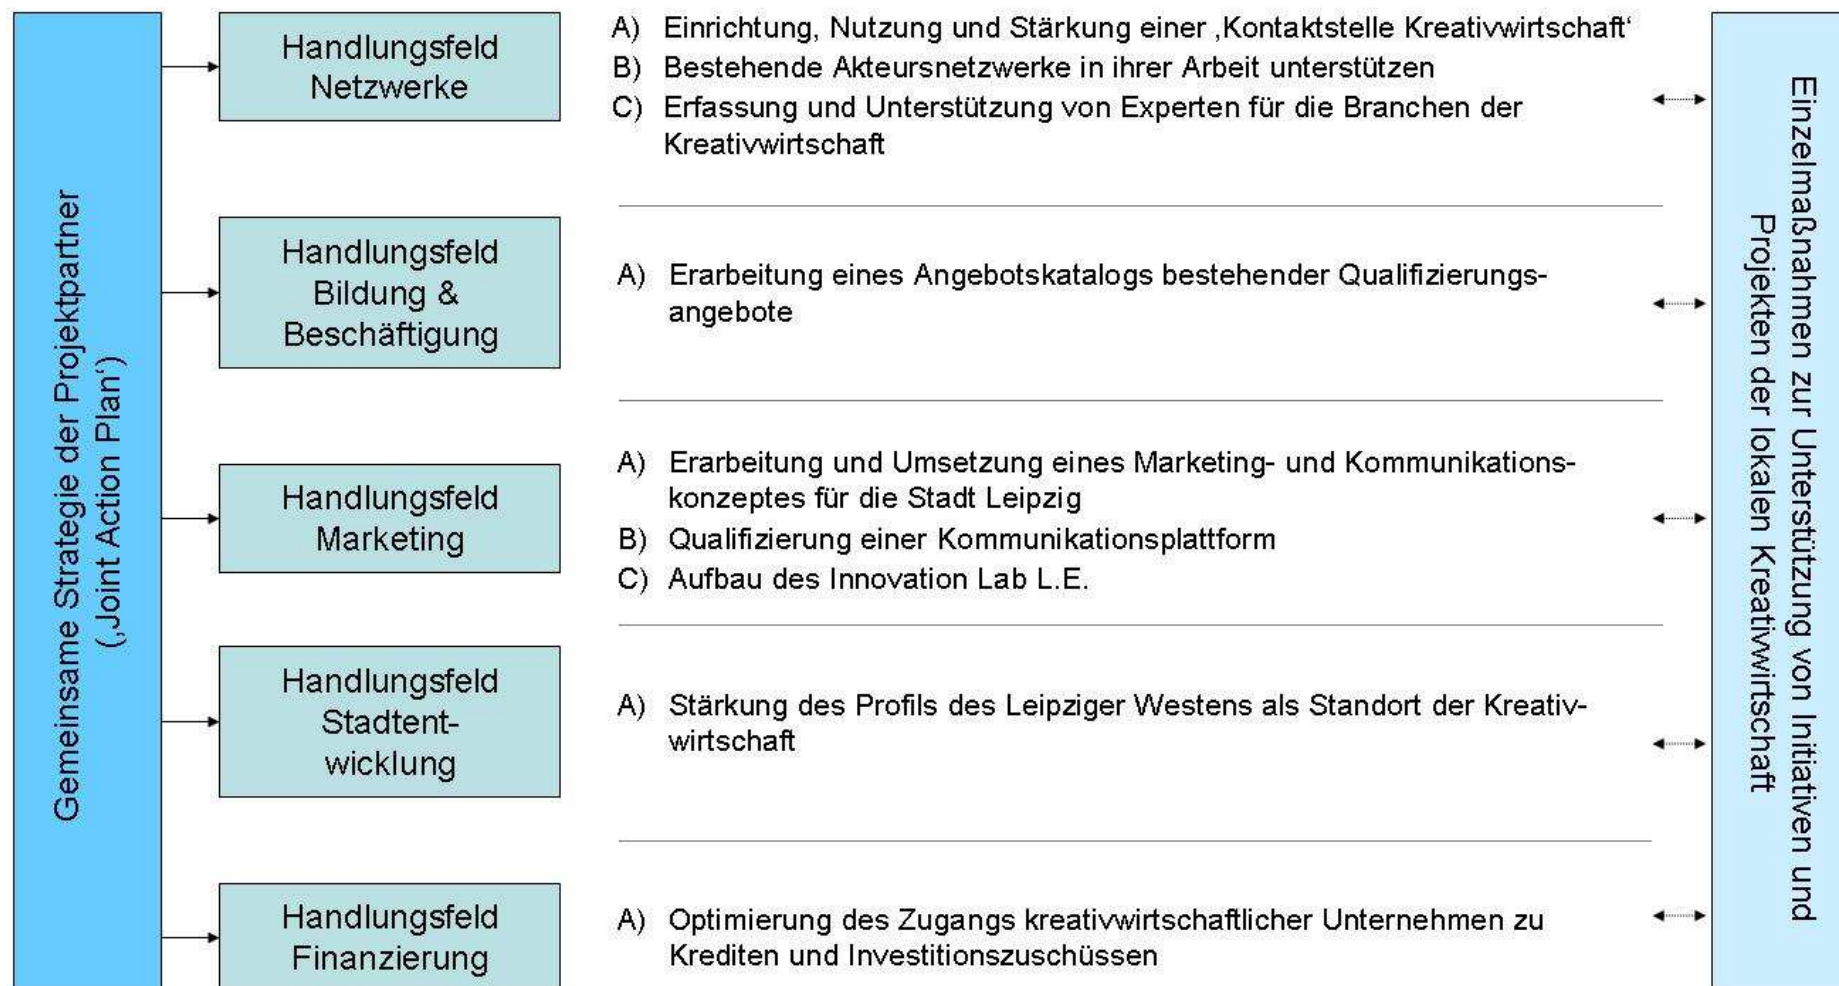 Gemeinsame Strategie der Projektpartner
(‚Joint Action Plan‘)
Handlungsfeld
Netzwerke
A) Einrichtung, Nutzung und Stärkung einer ‚Kontaktstelle Kreativwirtschaft‘
B) Bestehende Akteursnetzwerke in ihrer Arbeit unterstützen
C) Erfassung und Unterstützung von Experten für die Branchen der
Kreativwirtschaft
Handlungsfeld
Bildung &
Beschäftigung
A) Erarbeitung eines Angebotskatalogs bestehender Qualifizierungs-
angebote
Handlungsfeld
Marketing
A) Erarbeitung und Umsetzung eines Marketing- und Kommunikations-
konzeptes für die Stadt Leipzig
B) Qualifizierung einer Kommunikationsplattform
C) Aufbau des Innovation Lab L.E.
Handlungsfeld
Stadtent-
wicklung
A) Stärkung des Profils des Leipziger Westens als Standort der Kreativ-
wirtschaft
Handlungsfeld
Finanzierung
A) Optimierung des Zugangs kreativwirtschaftlicher Unternehmen zu
Krediten und Investitionszuschüssen
Einzelmaßnahmen zur Unterstützung von Initiativen und
Projekten der lokalen Kreativwirtschaft